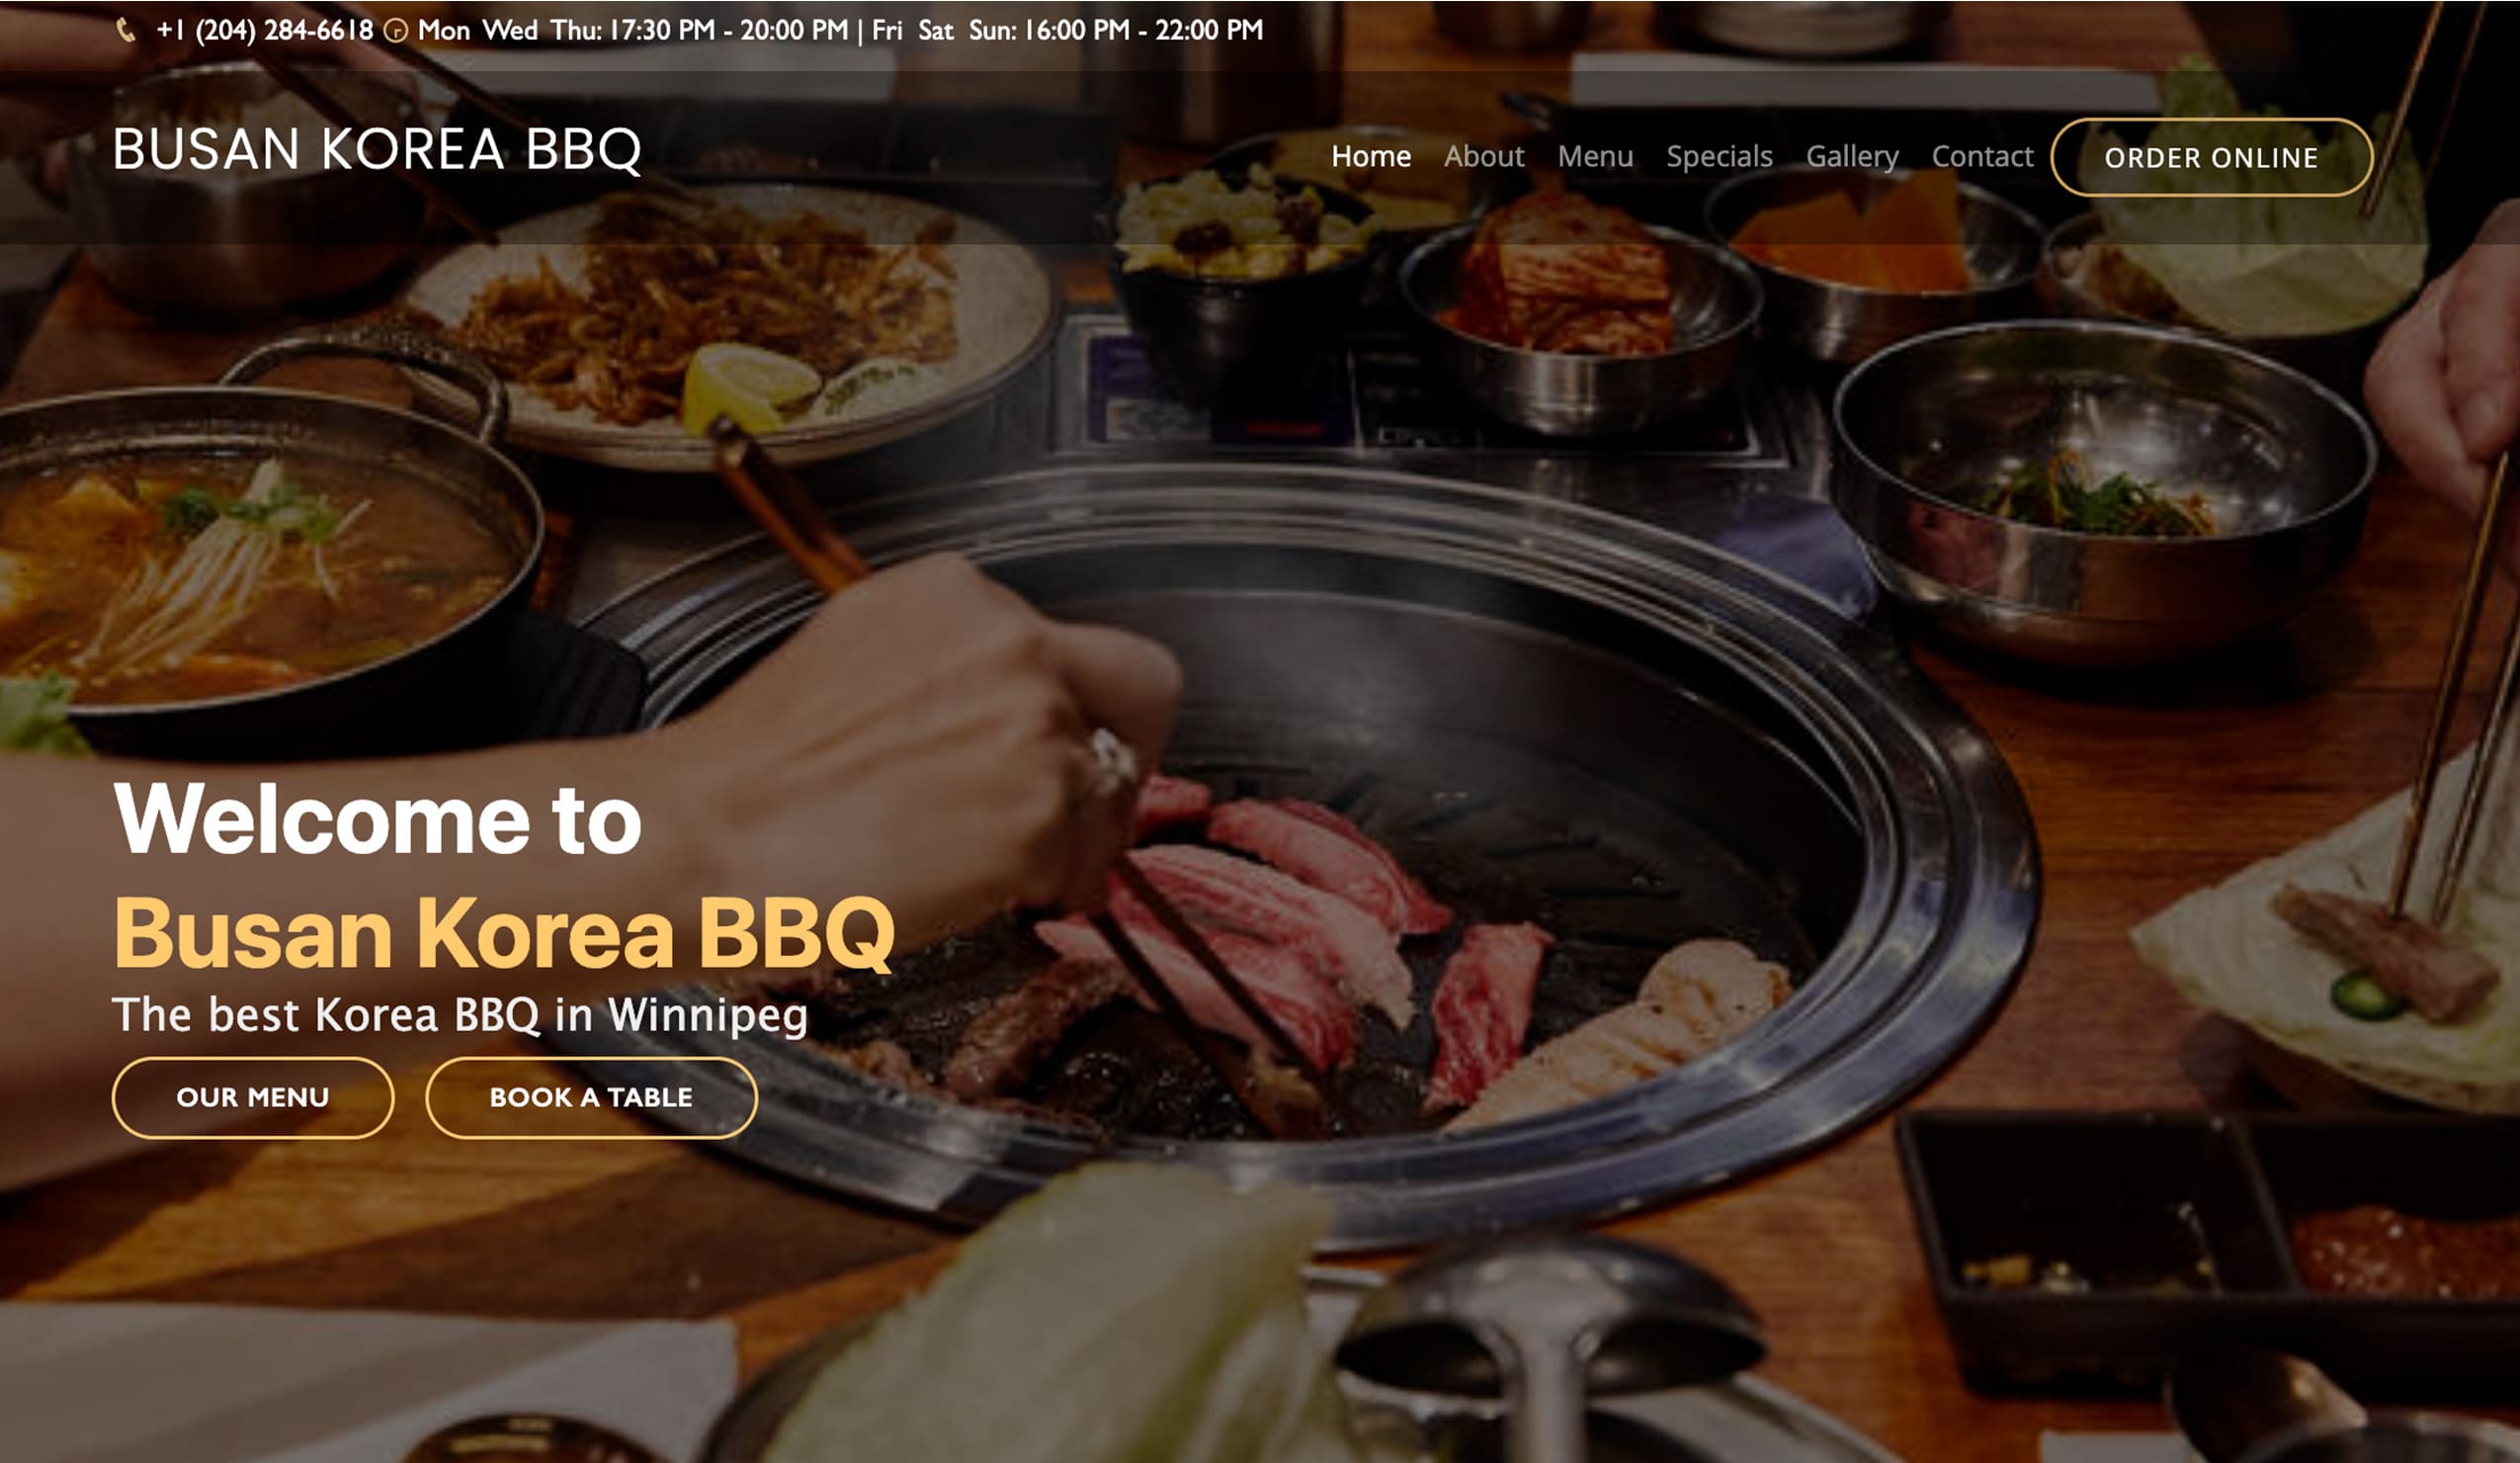 +1 (204) 284-6618 Mon Wed Thu: 17:30 PM - 20:00 PM | Fri Sat Sun: 16:00 PM - 22:00 PM
BUSAN KOREA BBQ
Home About Menu Specials Gallery Contact ORDER ONLINE
Welcome to
Busan Korea BBQ
The best Korea BBQ in Winnipeg
OUR MENU BOOK A TABLE